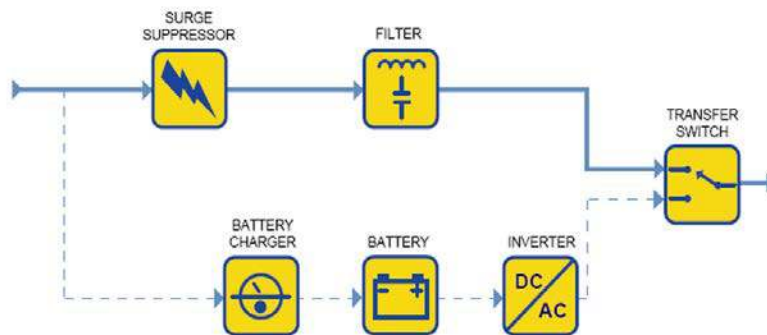 SURGE
SUPPRESSOR
FILTER
TRANSFER
SWITCH
BATTERY
CHARGER
BATTERY
INVERTER
DC
AC